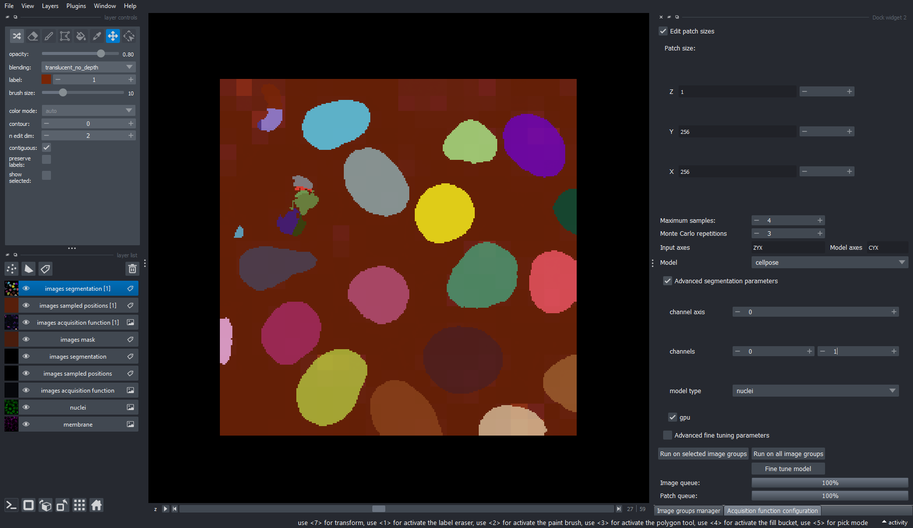 File View Layers Plugins Window Help
layer controls
opacity: 0.80
blending: translucent_no_depth
label: 1
brush size: 10
color mode: auto
contour: 0
n edit dim: 2
contiguous:
preserve
labels:
show
selected:
layer list
images segmentation [1]
images sampled positions [1]
images acquisition function [1]
images mask
images segmentation
images sampled positions
images acquisition function
nuclei
membrane
z 27 59
Dock widget 2
Edit patch sizes
Patch size:
Z 1
Y 256
X 256
Maximum samples: 4
Monte Carlo repetitions 3
Input axes ZYX Model axes CYX
Model cellpose
Advanced segmentation parameters
channel axis 0
channels 0 1
model type nuclei
gpu
Advanced fine tuning parameters
Run on selected image groups Run on all image groups
Fine tune model
Image queue: 100%
Patch queue: 100%
Image groups manager Acquisition function configuration
use <7> for transform, use <1> for activate the label eraser, use <2> for activate the paint brush, use <3> for activate the polygon tool, use <4> for activate the fill bucket, use <5> for pick mode activity